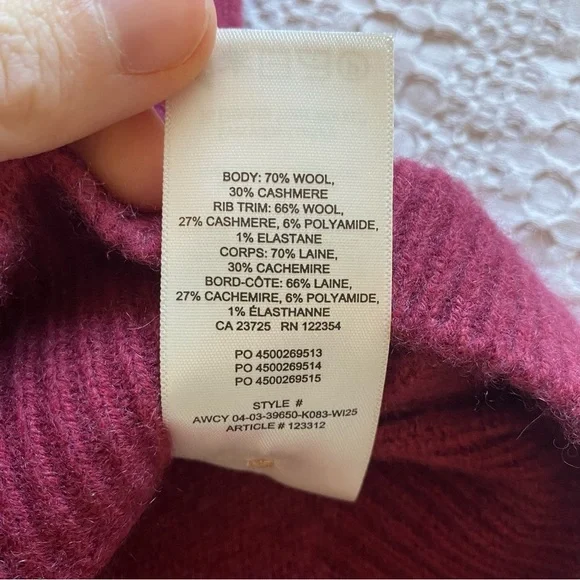 BODY: 70% WOOL,
30% CASHMERE
RIB TRIM: 66% WOOL,
27% CASHMERE, 6% POLYAMIDE,
1% ELASTANE
CORPS: 70% LAINE,
30% CACHEMIRE
BORD-CÔTE: 66% LAINE,
27% CACHEMIRE, 6% POLYAMIDE,
1% ÉLASTHANNE
CA 23725 RN 122354
PO 4500269513
PO 4500269514
PO 4500269515
STYLE #
AWCY 04-03-39650-K083-WI25
ARTICLE # 123312